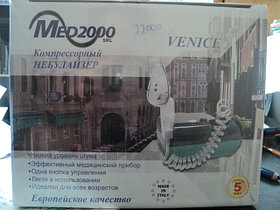 MED2000
SRL
22000
VENICE
Компрессорный
НЕБУЛАЙЗЕР
•Низкий уровень шума
•Эффективный медицинский прибор
•Одна кнопка управления
•Легок в использовании
•Идеален для всех возрастов
MADE IN ITALY
5
Европейское качество